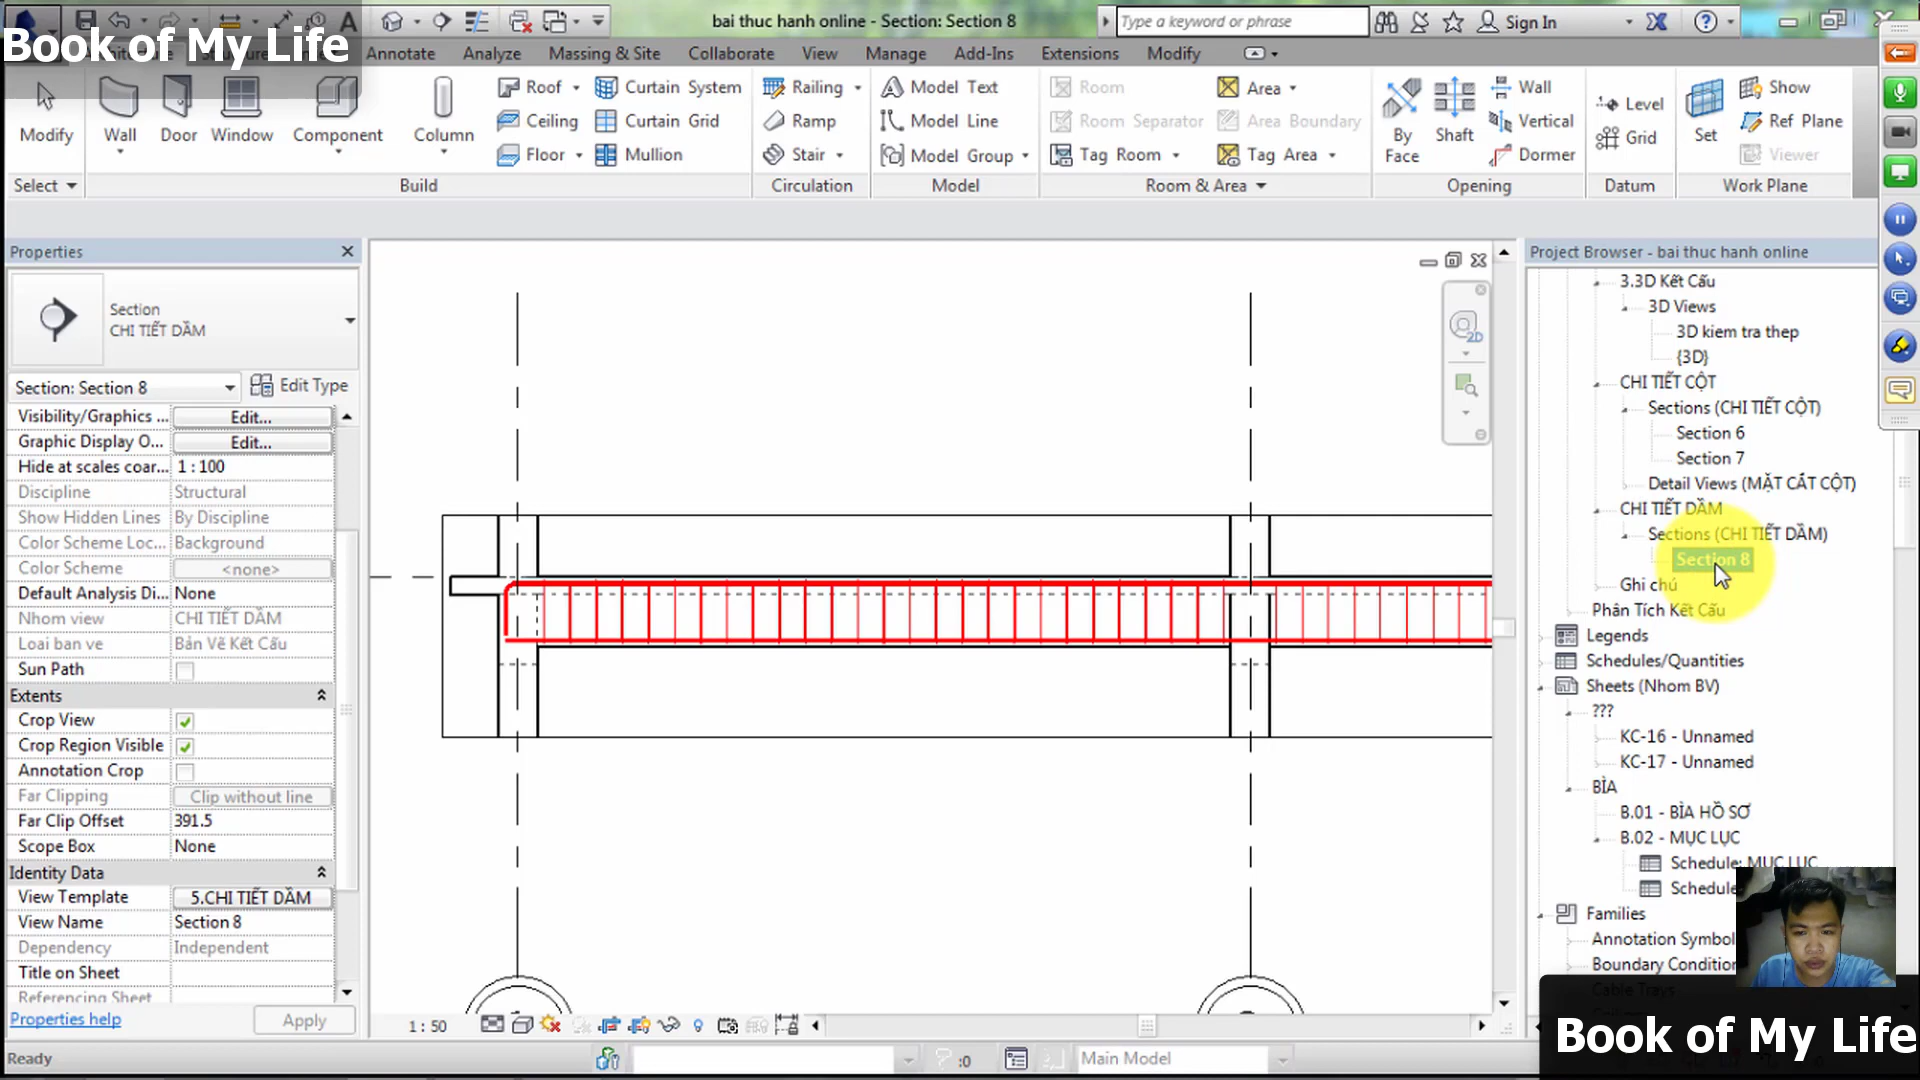 bai thuc hanh online - Section: Section 8
Type a keyword or phrase
Sign In
Book of My Life
Annotate
Analyze
Massing & Site
Collaborate
View
Manage
Add-Ins
Extensions
Modify
Modify
Wall
Door
Window
Component
Column
Roof
Ceiling
Floor
Curtain System
Curtain Grid
Mullion
Railing
Ramp
Stair
Model Text
Model Line
Model Group
Room
Room Separator
Tag Room
Area
Area Boundary
Tag Area
By Face
Shaft
Wall
Vertical
Dormer
Level
Grid
Set
Show
Ref Plane
Viewer
Select
Build
Circulation
Model
Room & Area
Opening
Datum
Work Plane
Properties
Section
CHI TIẾT DẦM
Section: Section 8
Edit Type
Visibility/Graphics ... Edit...
Graphic Display O... Edit...
Hide at scales coar... 1 : 100
Discipline Structural
Show Hidden Lines By Discipline
Color Scheme Loc... Background
Color Scheme <none>
Default Analysis Di... None
Nhom view CHI TIẾT DẦM
Loai ban ve Bản Vẽ Kết Cấu
Sun Path
Extents
Crop View
Crop Region Visible
Annotation Crop
Far Clipping Clip without line
Far Clip Offset 391.5
Scope Box None
Identity Data
View Template 5.CHI TIẾT DẦM
View Name Section 8
Dependency Independent
Title on Sheet
Referencing Sheet
Properties help
Apply
2D
1 : 50
Project Browser - bai thuc hanh online
3.3D Kết Cấu
3D Views
3D kiem tra thep
{3D}
CHI TIẾT CỘT
Sections (CHI TIẾT CỘT)
Section 6
Section 7
Detail Views (MẶT CẮT CỘT)
CHI TIẾT DẦM
Sections (CHI TIẾT DẦM)
Section 8
Ghi chú
Phân Tích Kết Cấu
Legends
Schedules/Quantities
Sheets (Nhom BV)
???
KC-16 - Unnamed
KC-17 - Unnamed
BÌA
B.01 - BÌA HỒ SƠ
B.02 - MỤC LỤC
Schedule: MUC LUC
Schedule
Families
Annotation Symbol
Boundary Condition
Cable Trays
Ready
:0
Main Model
Book of My Life